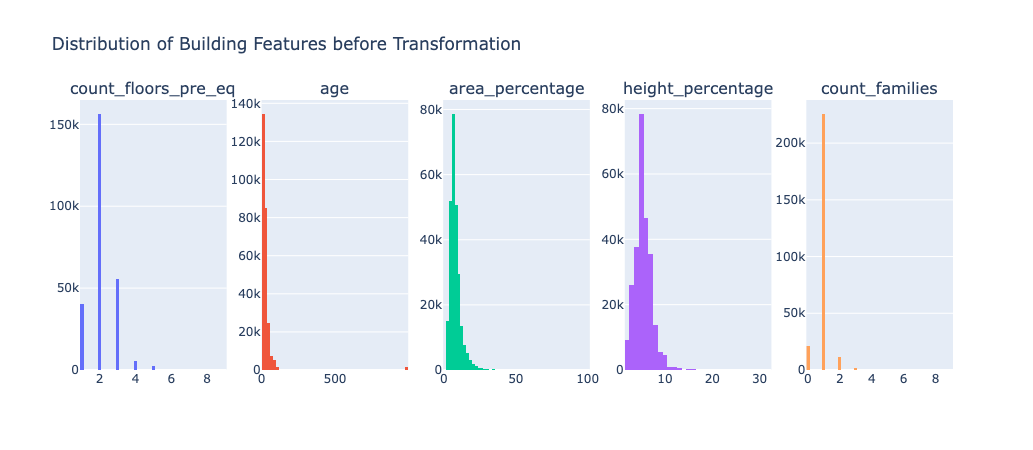 Distribution of Building Features before Transformation
count_floors_pre_eq
age
area_percentage
height_percentage
count_families
0
50k
100k
150k
2
4
6
8
0
20k
40k
60k
80k
100k
120k
140k
0
500
0
20k
40k
60k
80k
0
50
100
0
20k
40k
60k
80k
10
20
30
0
50k
100k
150k
200k
0
2
4
6
8